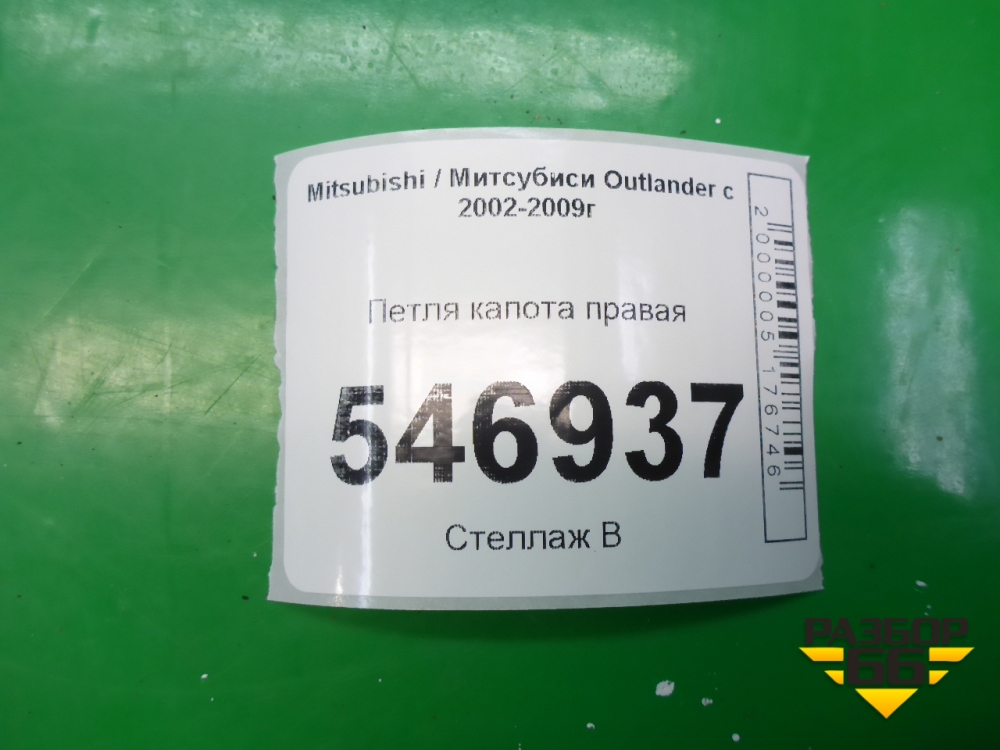 Mitsubishi / Митсубиси Outlander с
2002-2009г
Петля капота правая
546937
Стеллаж В
2000005176746
РАЗБОР
66